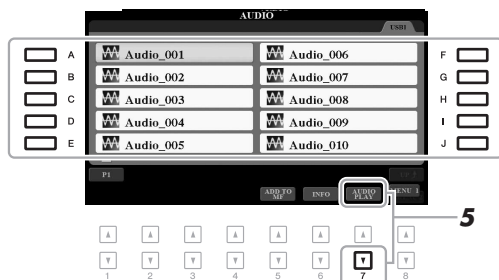 AUDIO
USB1
A Audio_001 Audio_006 F
B Audio_002 Audio_007 G
C Audio_003 Audio_008 H
D Audio_004 Audio_009 I
E Audio_005 Audio_010 J
P1 UP
ADD TO MF INFO AUDIO PLAY MENU 1
5
1 2 3 4 5 6 7 8